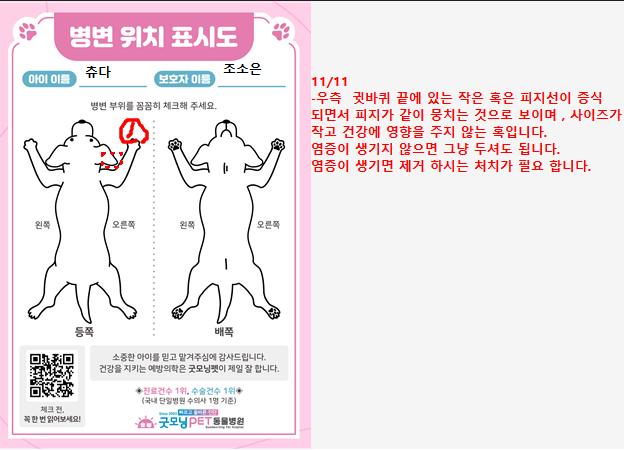 병변 위치 표시도
아이 이름 츄다 보호자 이름 조소은
병변 부위를 꼼꼼히 체크해 주세요.
왼쪽 오른쪽 왼쪽 오른쪽
등쪽 배쪽
소중한 아이를 믿고 맡겨주심에 감사드립니다.
건강을 지키는 예방의학은 굿모닝펫이 제일 잘 합니다.
체크 전,
꼭 한 번 읽어보세요!
◈진료건수 1위, 수술건수 1위◈
(국내 단일병원 수의사 1명 기준)
굿모닝PET동물병원
11/11
-우측 귓바퀴 끝에 있는 작은 혹은 피지선이 증식
되면서 피지가 같이 뭉치는 것으로 보이며 , 사이즈가
작고 건강에 영향을 주지 않는 혹입니다.
염증이 생기지 않으면 그냥 두셔도 됩니다.
염증이 생기면 제거 하시는 처치가 필요 합니다.